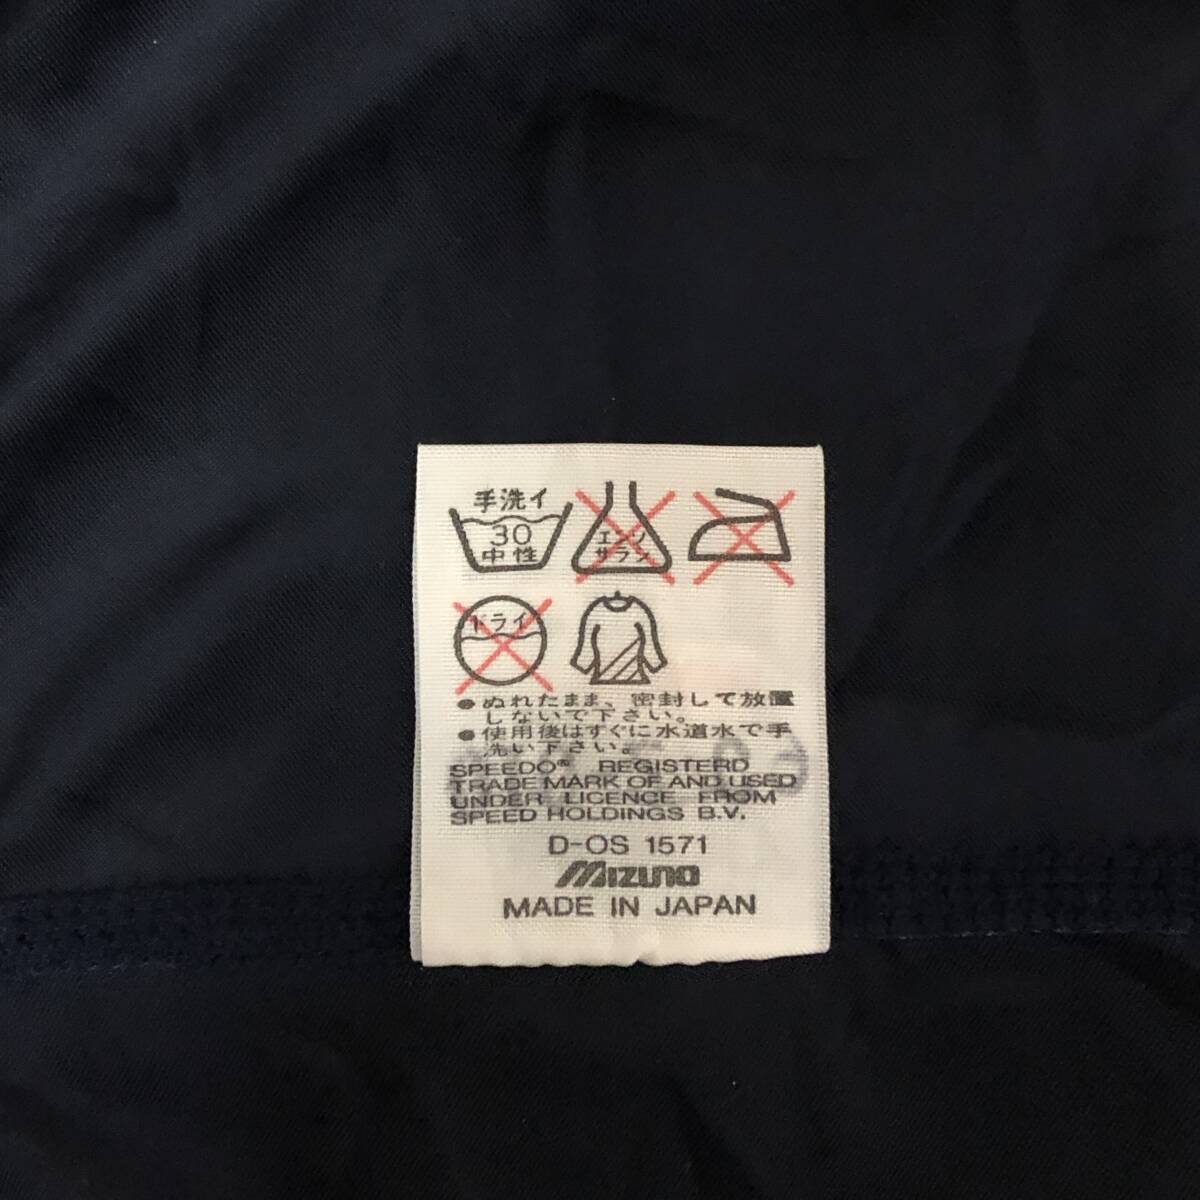 手洗イ
30
中性
エンソ
サラシ
ドライ
●ぬれたまま、密封して放置
しないで下さい。
●使用後はすぐに水道水で手
洗い下さい。
SPEEDO® REGISTERD
TRADE MARK OF AND USED
UNDER LICENCE FROM
SPEED HOLDINGS B.V.
D-OS 1571
Mizuno
MADE IN JAPAN